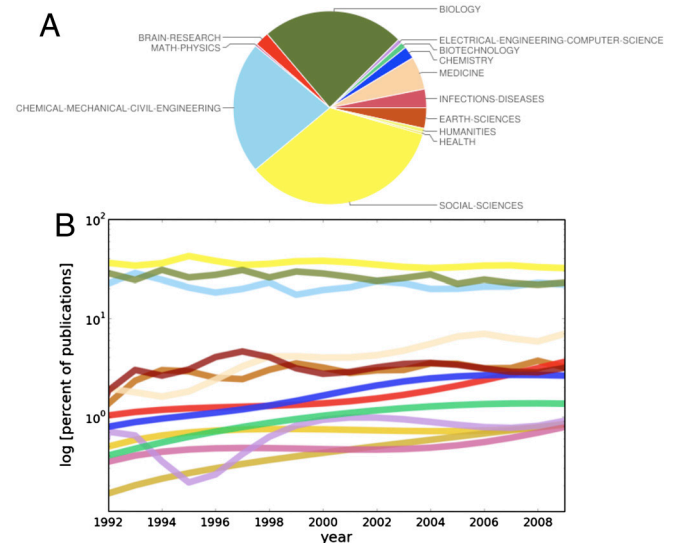 A
BIOLOGY
BRAIN-RESEARCH
MATH-PHYSICS
ELECTRICAL-ENGINEERING-COMPUTER-SCIENCE
BIOTECHNOLOGY
CHEMISTRY
MEDICINE
CHEMICAL-MECHANICAL-CIVIL-ENGINEERING
INFECTIONS-DISEASES
EARTH-SCIENCES
HUMANITIES
HEALTH
SOCIAL-SCIENCES
B
10²
10¹
10⁰
log [percent of publications]
1992 1994 1996 1998 2000 2002 2004 2006 2008
year